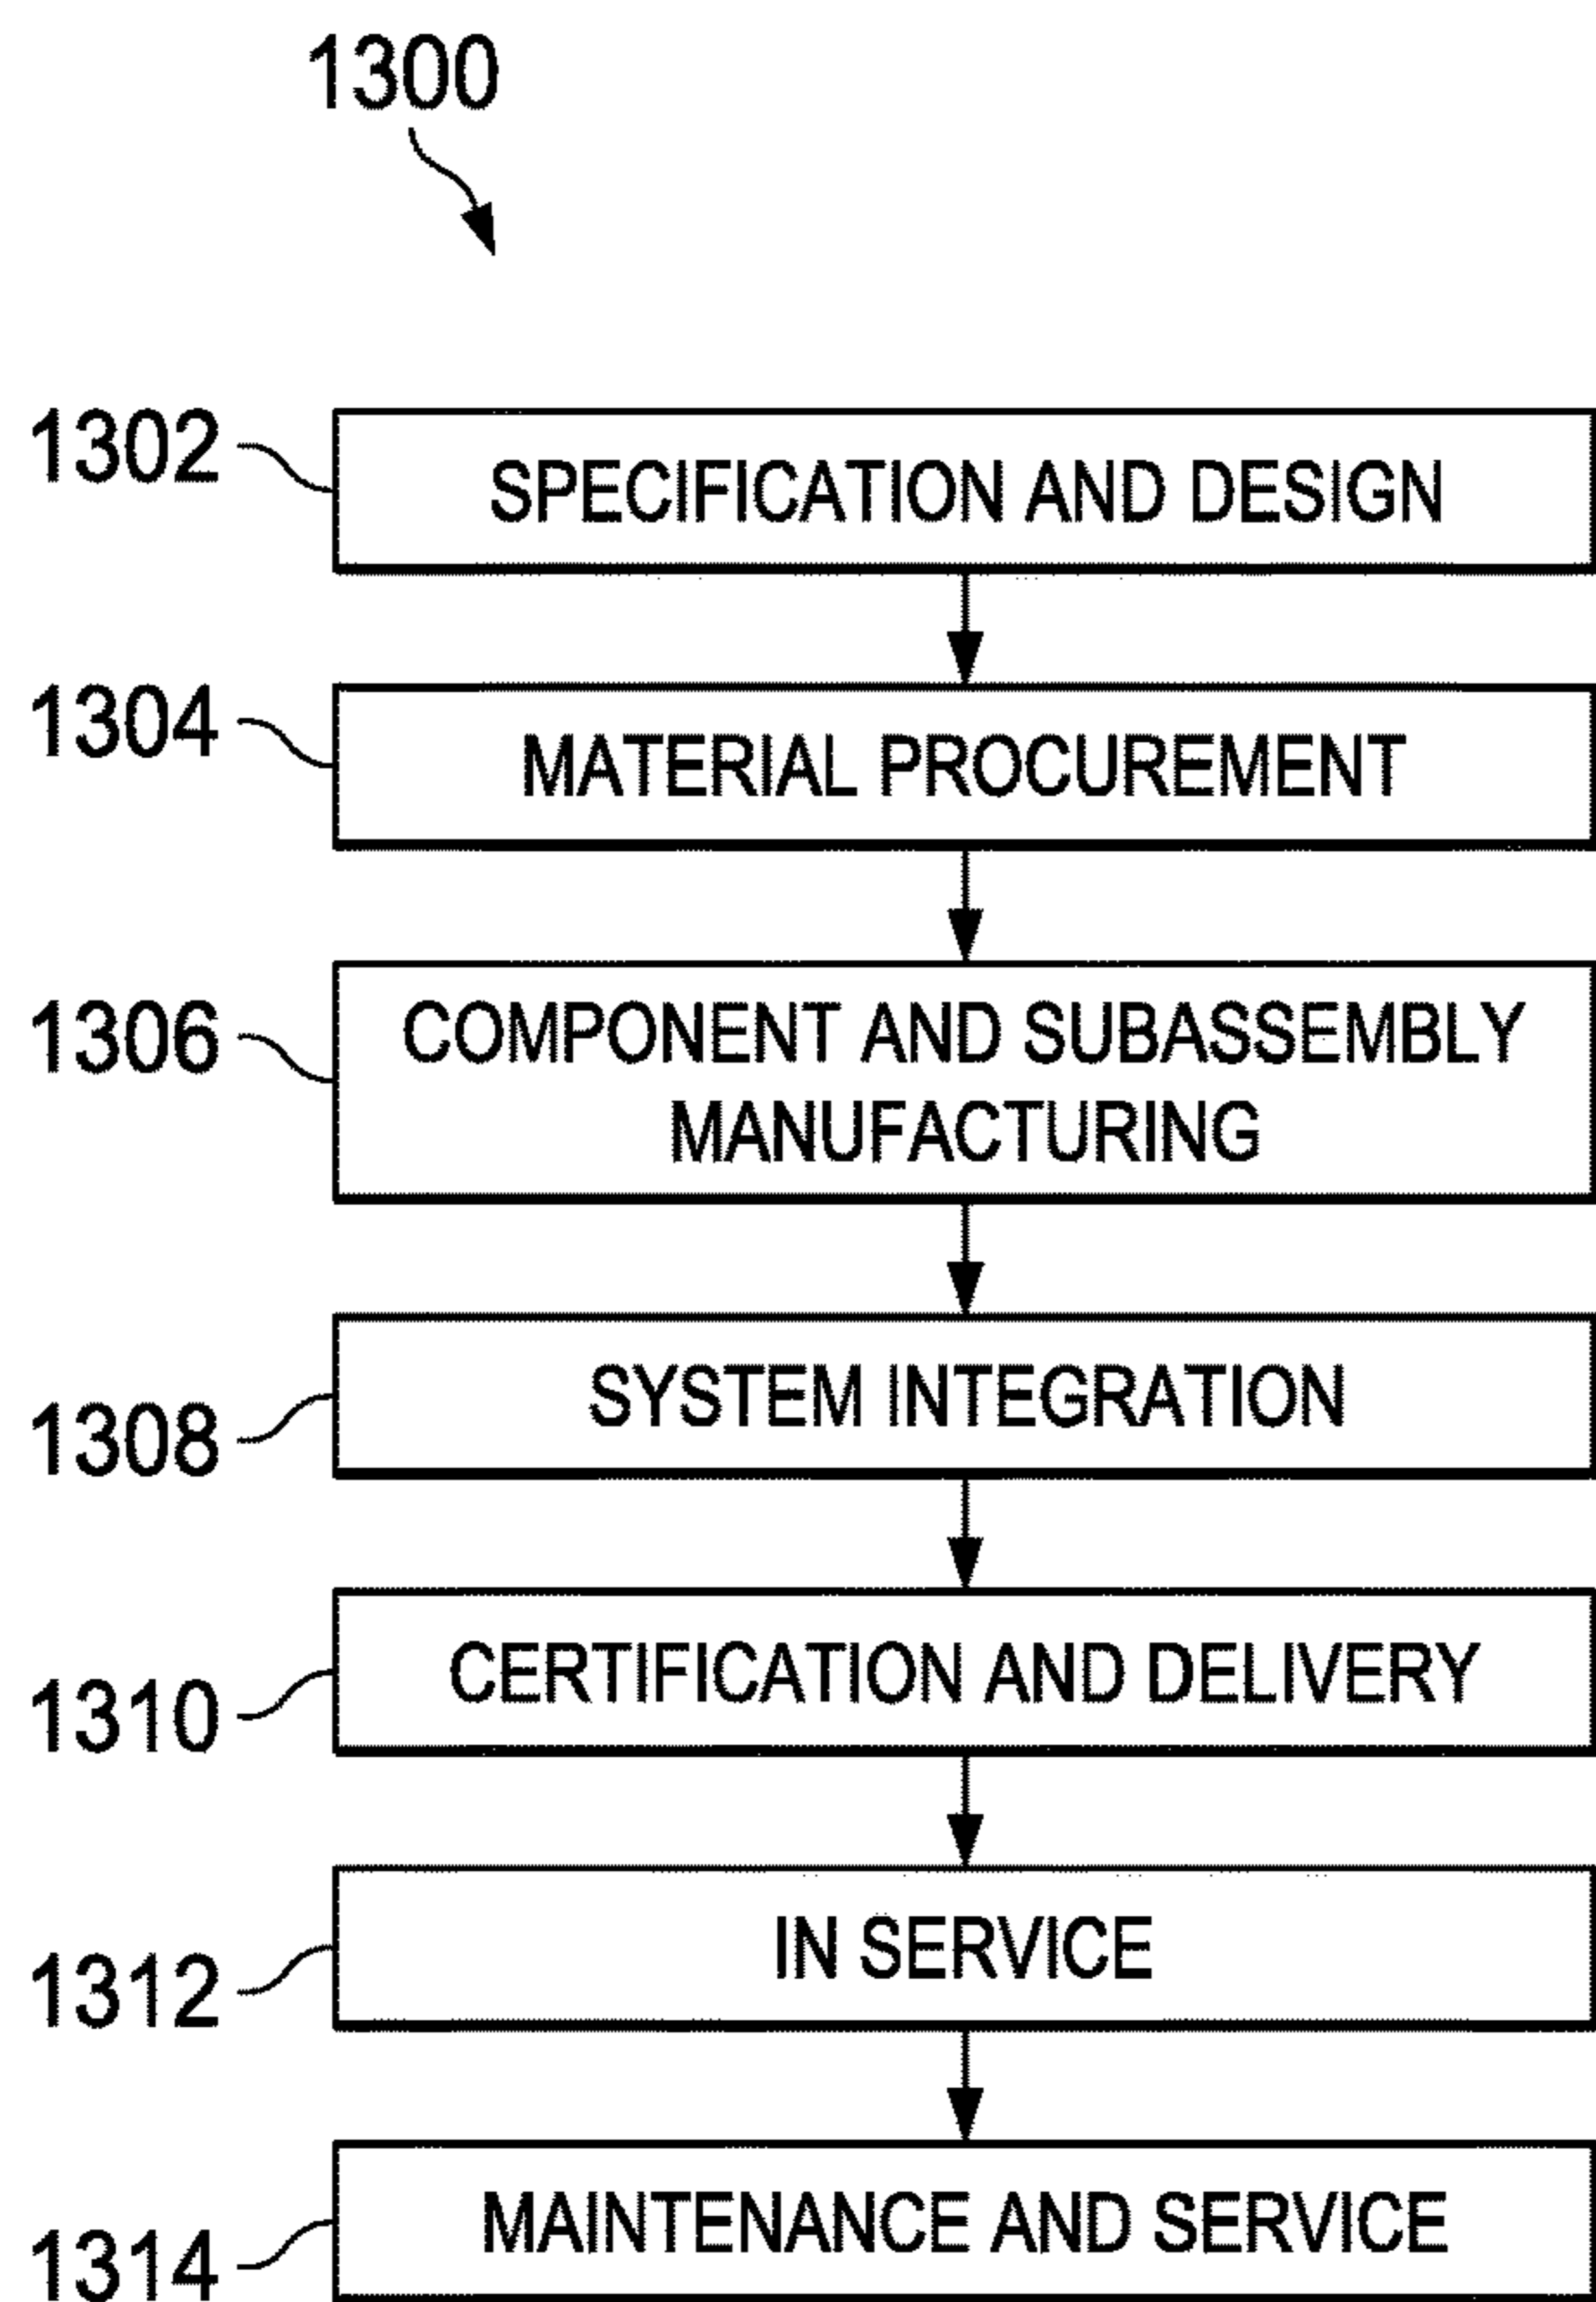 1300
1302
SPECIFICATION AND DESIGN
1304
MATERIAL PROCUREMENT
1306
COMPONENT AND SUBASSEMBLY
MANUFACTURING
1308
SYSTEM INTEGRATION
1310
CERTIFICATION AND DELIVERY
1312
IN SERVICE
1314
MAINTENANCE AND SERVICE